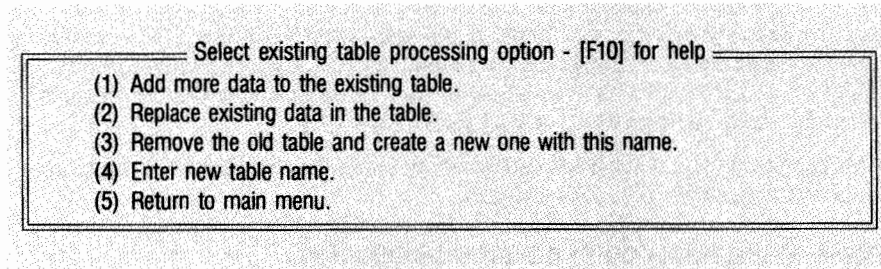 Select existing table processing option - [F10] for help
(1) Add more data to the existing table.
(2) Replace existing data in the table.
(3) Remove the old table and create a new one with this name.
(4) Enter new table name.
(5) Return to main menu.